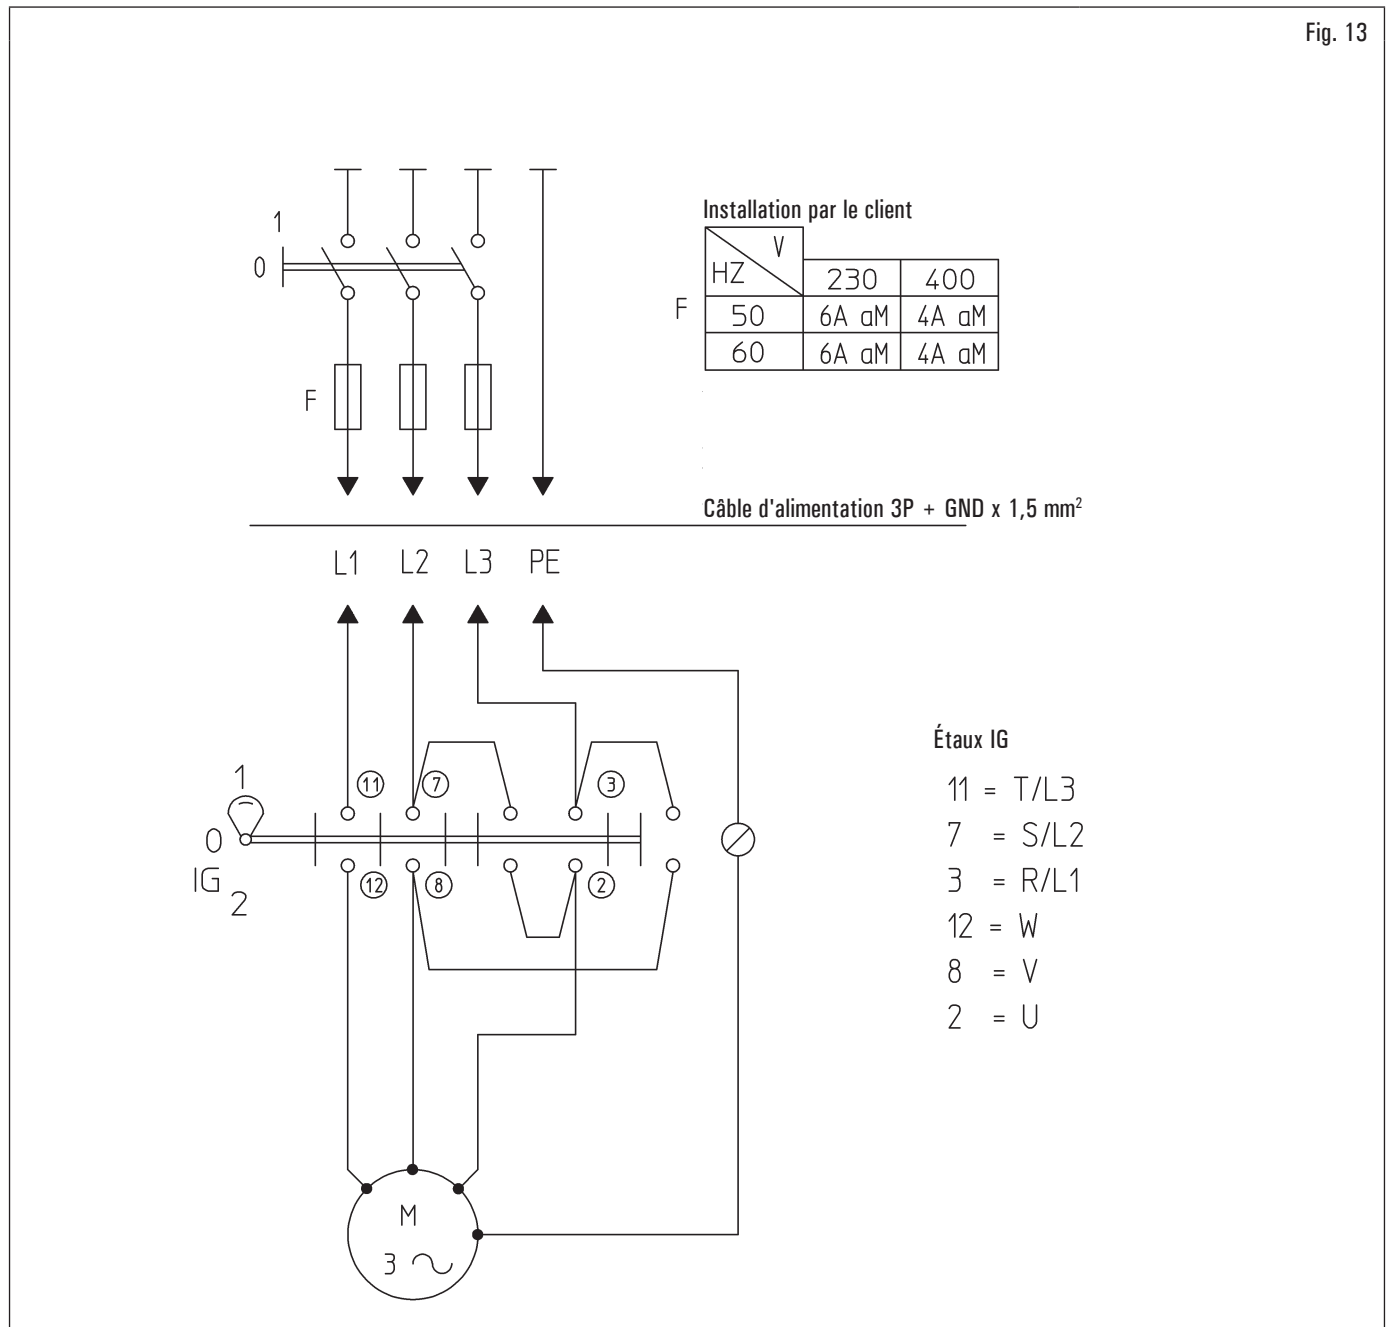 Fig. 13
Installation par le client
1
0
V
HZ
230 400
F
50 6A aM 4A aM
60 6A aM 4A aM
F
Câble d'alimentation 3P + GND x 1,5 mm²
L1 L2 L3 PE
Étaux IG
11 = T/L3
7 = S/L2
3 = R/L1
12 = W
8 = V
2 = U
1
11 7 3
0
IG
2
12 8 2
M
3